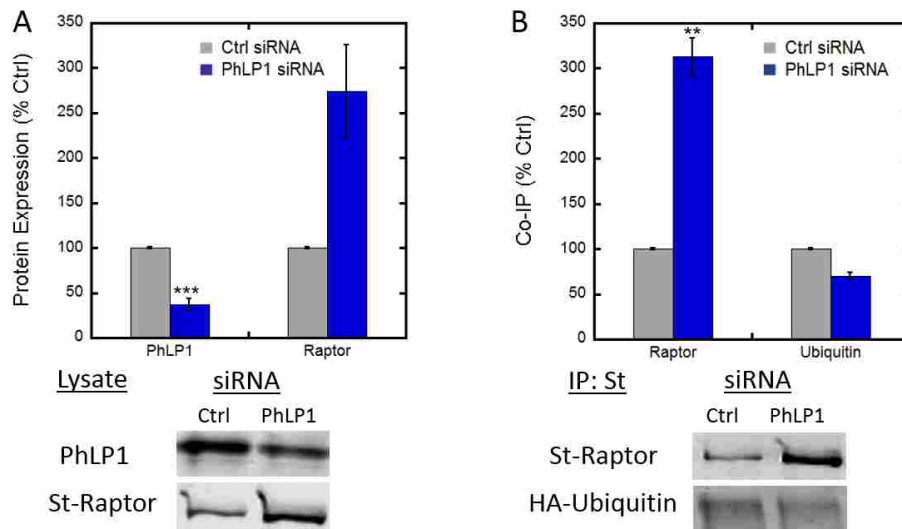 A
Protein Expression (% Ctrl)
350
300
250
200
150
100
50
0
Ctrl siRNA
PhLP1 siRNA
***
PhLP1
Raptor
Lysate
siRNA
Ctrl
PhLP1
PhLP1
St-Raptor
B
Co-IP (% Ctrl)
350
300
250
200
150
100
50
0
Ctrl siRNA
PhLP1 siRNA
**
Raptor
Ubiquitin
IP: St
siRNA
Ctrl
PhLP1
St-Raptor
HA-Ubiquitin